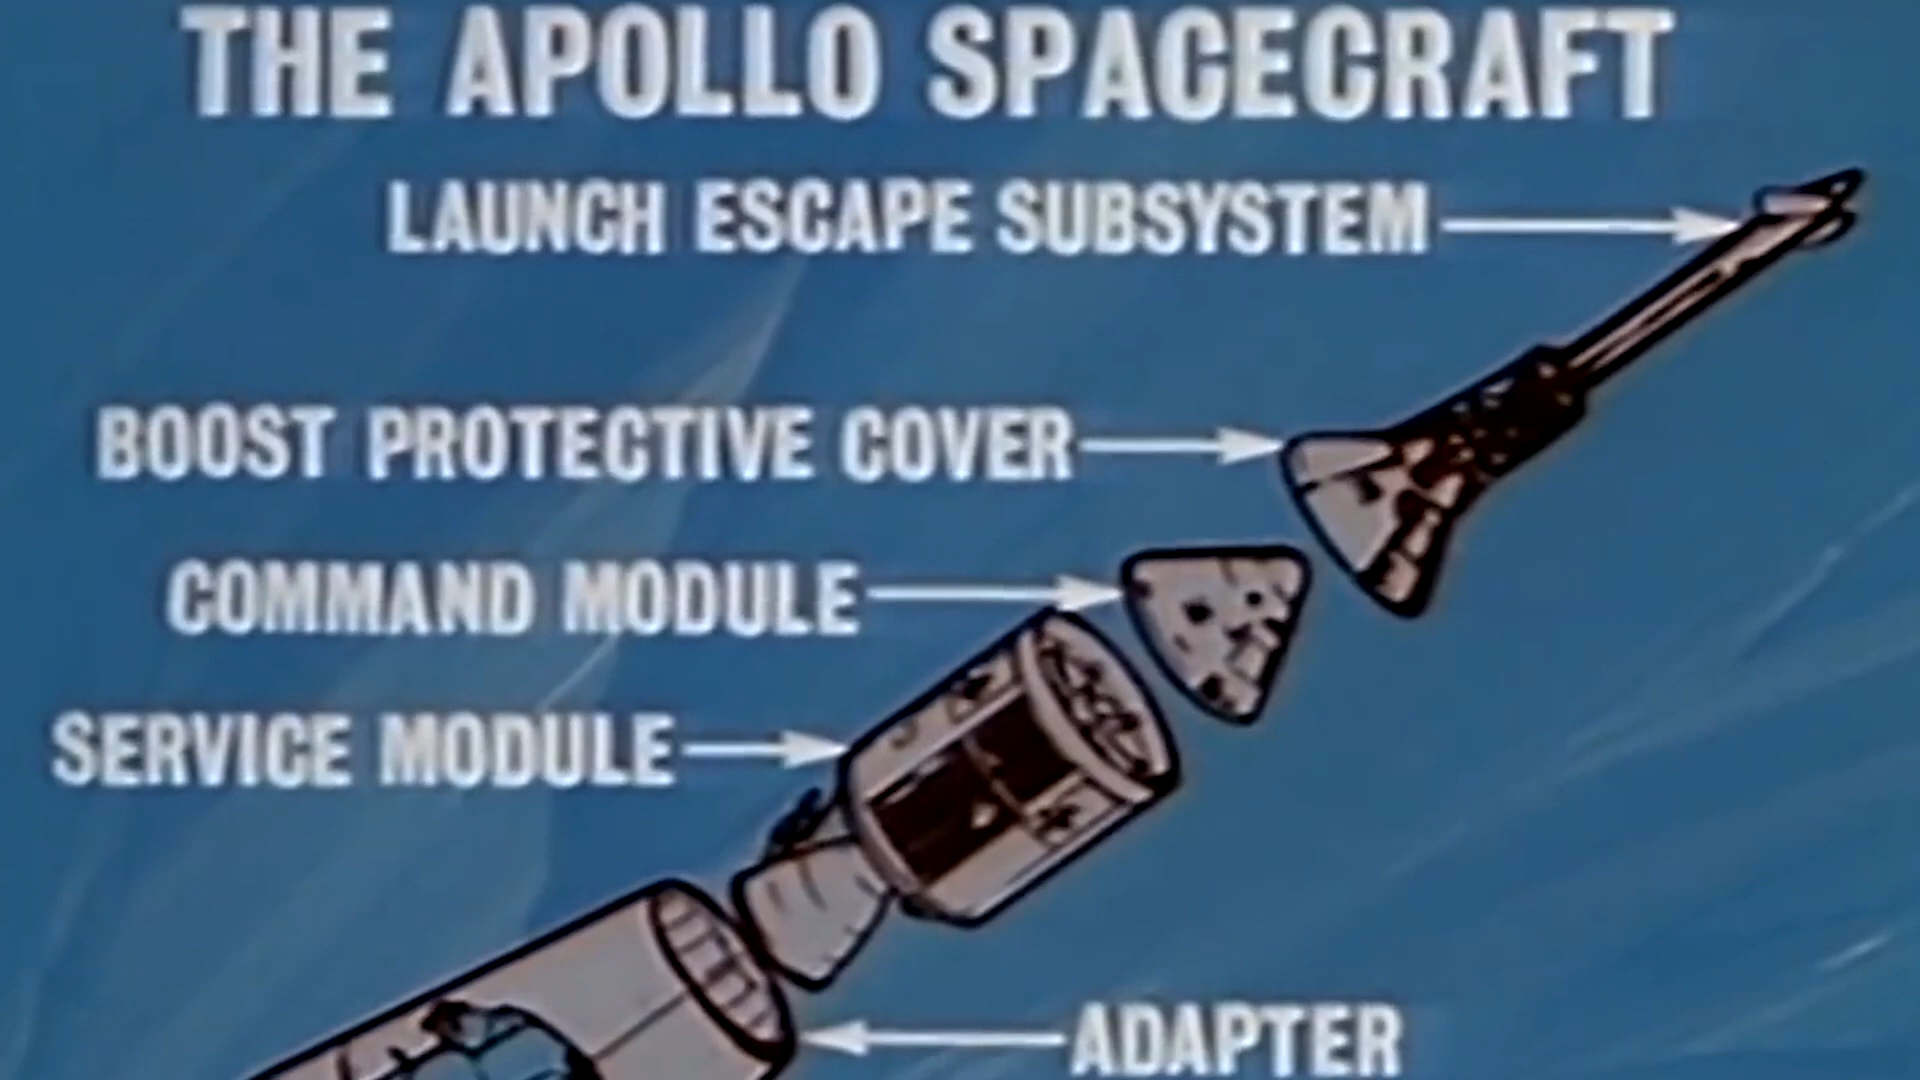 THE APOLLO SPACECRAFT
LAUNCH ESCAPE SUBSYSTEM
BOOST PROTECTIVE COVER
COMMAND MODULE
SERVICE MODULE
ADAPTER